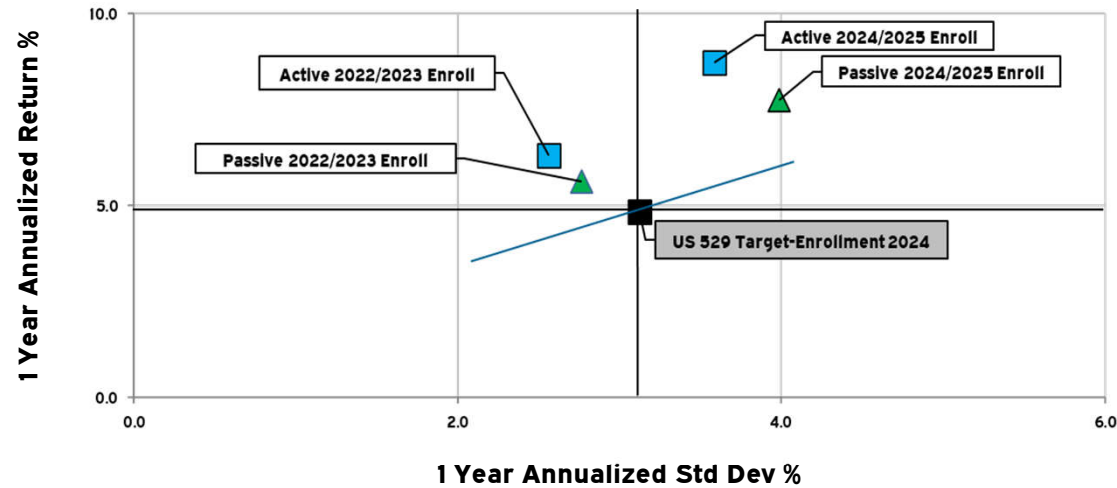 10.0
Active 2024/2025 Enroll
Active 2022/2023 Enroll
Passive 2024/2025 Enroll
Passive 2022/2023 Enroll
1 Year Annualized Return %
5.0
US 529 Target-Enrollment 2024
0.0
0.0 2.0 4.0 6.0
1 Year Annualized Std Dev %